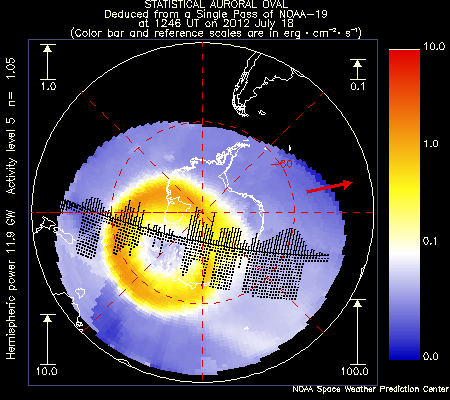 STATISTICAL AURORAL OVAL
Deduced from a Single Pass of NOAA-19
at 1246 UT on 2012 July 18
(Color bar and reference scales are in erg·cm⁻²·s⁻¹)
Hemispheric power 11.9 GW Activity level 5 n= 1.05
1.0
0.1
10.0
100.0
-60
10.0
1.0
0.1
0.0
NOAA Space Weather Prediction Center